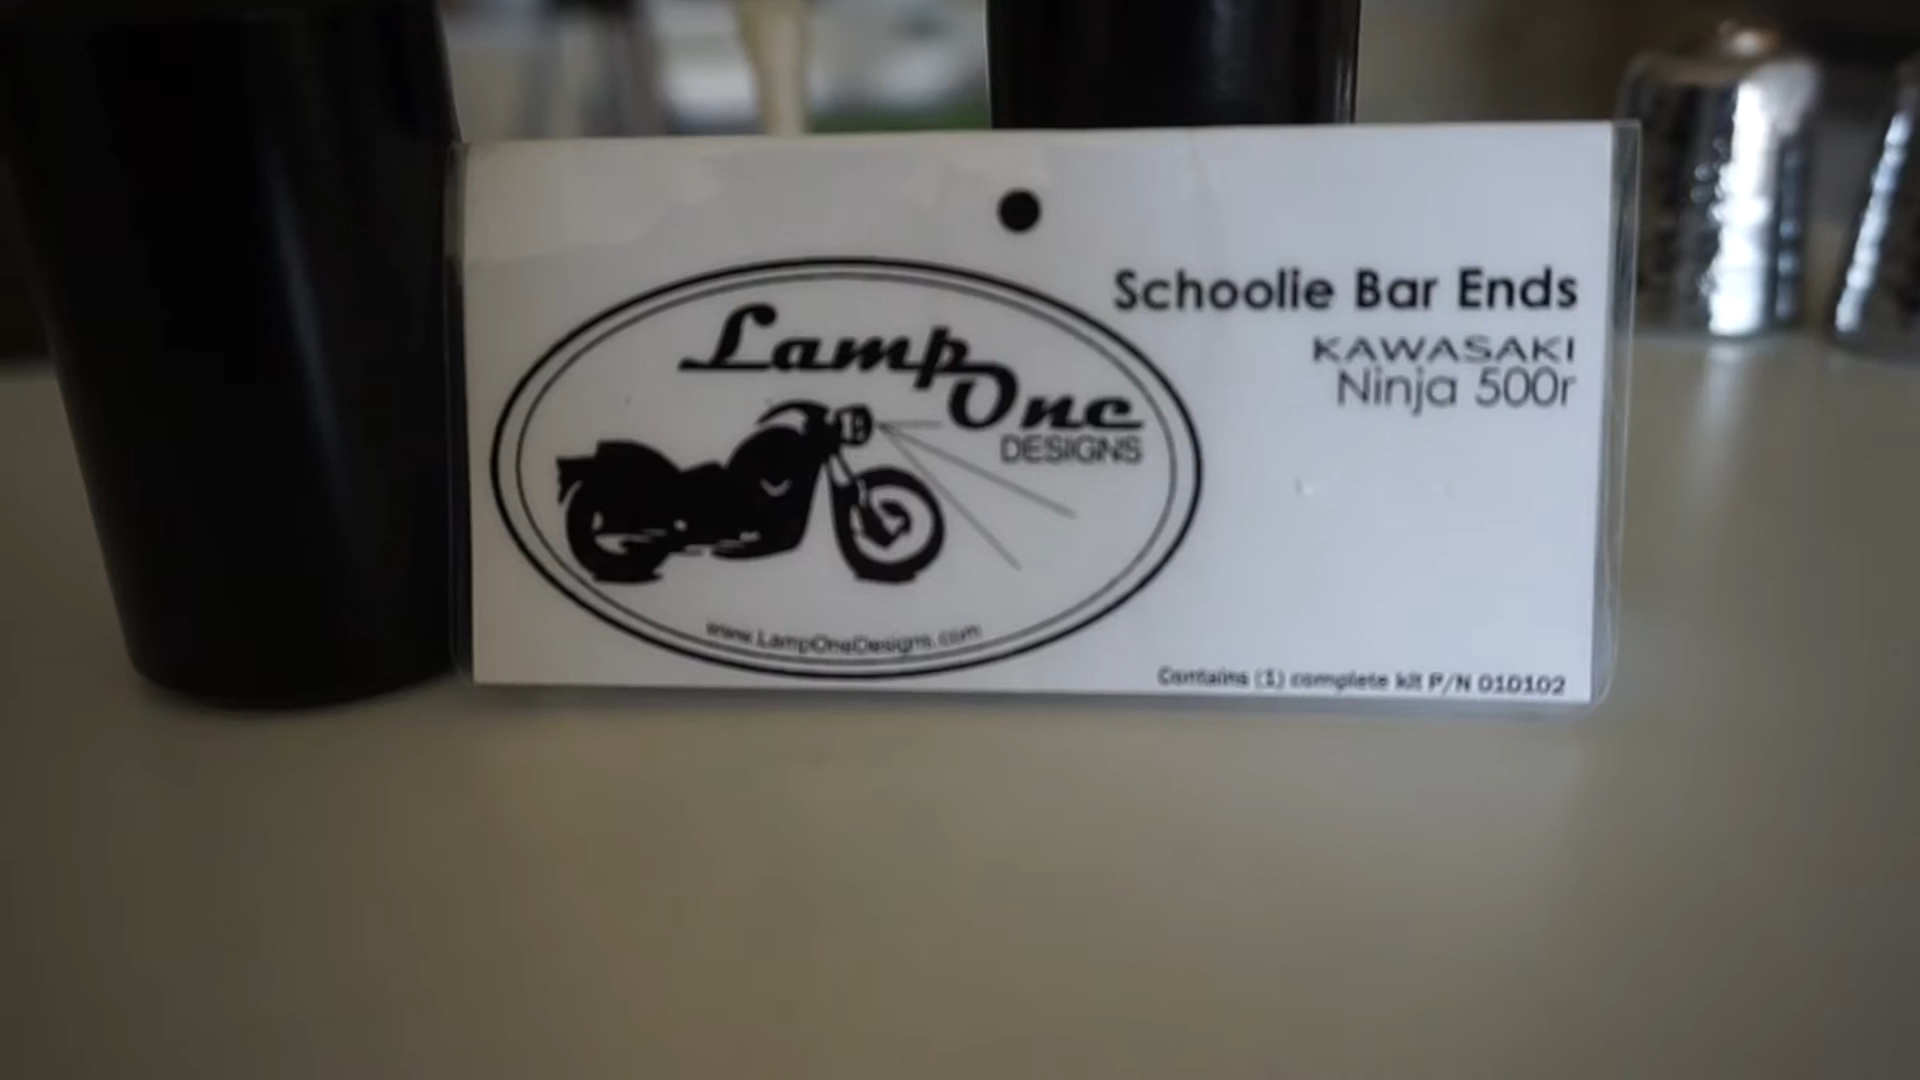 Lamp
One
DESIGNS
www.LampOneDesigns.com
Schoolie Bar Ends
KAWASAKI
Ninja 500r
Contains (1) complete kit P/N 010102